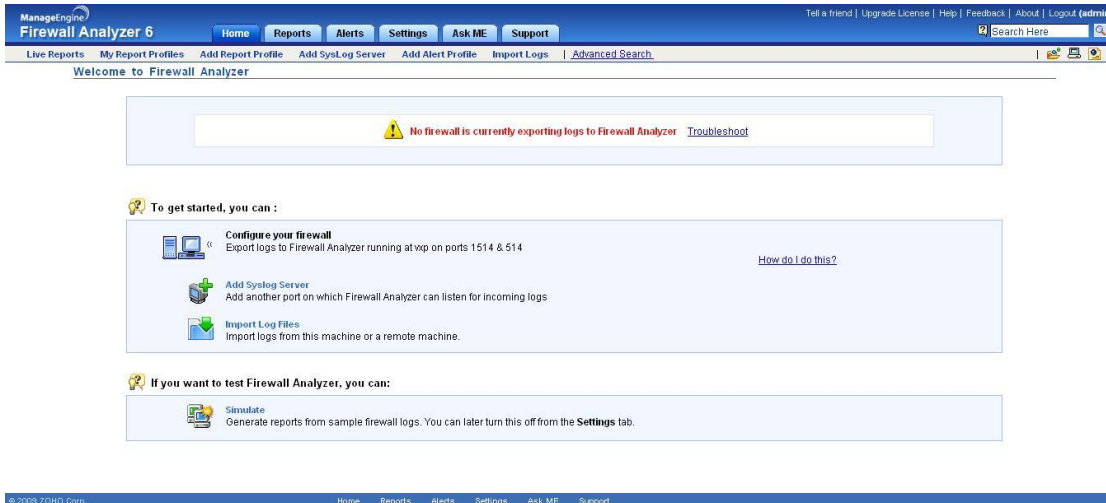 ManageEngine
Tell a friend | Upgrade License | Help | Feedback | About | Logout (admin
Firewall Analyzer 6
Home Reports Alerts Settings Ask ME Support
Search Here
Live Reports My Report Profiles Add Report Profile Add SysLog Server Add Alert Profile Import Logs | Advanced Search
Welcome to Firewall Analyzer
No firewall is currently exporting logs to Firewall Analyzer Troubleshoot
To get started, you can :
Configure your firewall
Export logs to Firewall Analyzer running at vxp on ports 1514 & 514
How do I do this?
Add Syslog Server
Add another port on which Firewall Analyzer can listen for incoming logs
Import Log Files
Import logs from this machine or a remote machine.
If you want to test Firewall Analyzer, you can:
Simulate
Generate reports from sample firewall logs. You can later turn this off from the Settings tab.
© 2009 ZOHO Corp. Home Reports Alerts Settings Ask ME Support